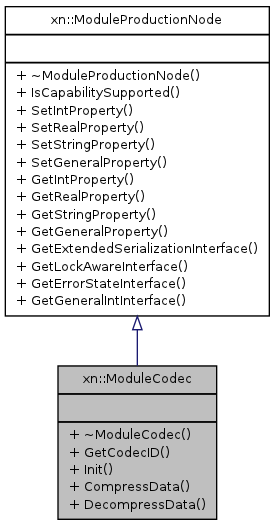 xn::ModuleProductionNode
+ ~ModuleProductionNode()
+ IsCapabilitySupported()
+ SetIntProperty()
+ SetRealProperty()
+ SetStringProperty()
+ SetGeneralProperty()
+ GetIntProperty()
+ GetRealProperty()
+ GetStringProperty()
+ GetGeneralProperty()
+ GetExtendedSerializationInterface()
+ GetLockAwareInterface()
+ GetErrorStateInterface()
+ GetGeneralIntInterface()
xn::ModuleCodec
+ ~ModuleCodec()
+ GetCodecID()
+ Init()
+ CompressData()
+ DecompressData()